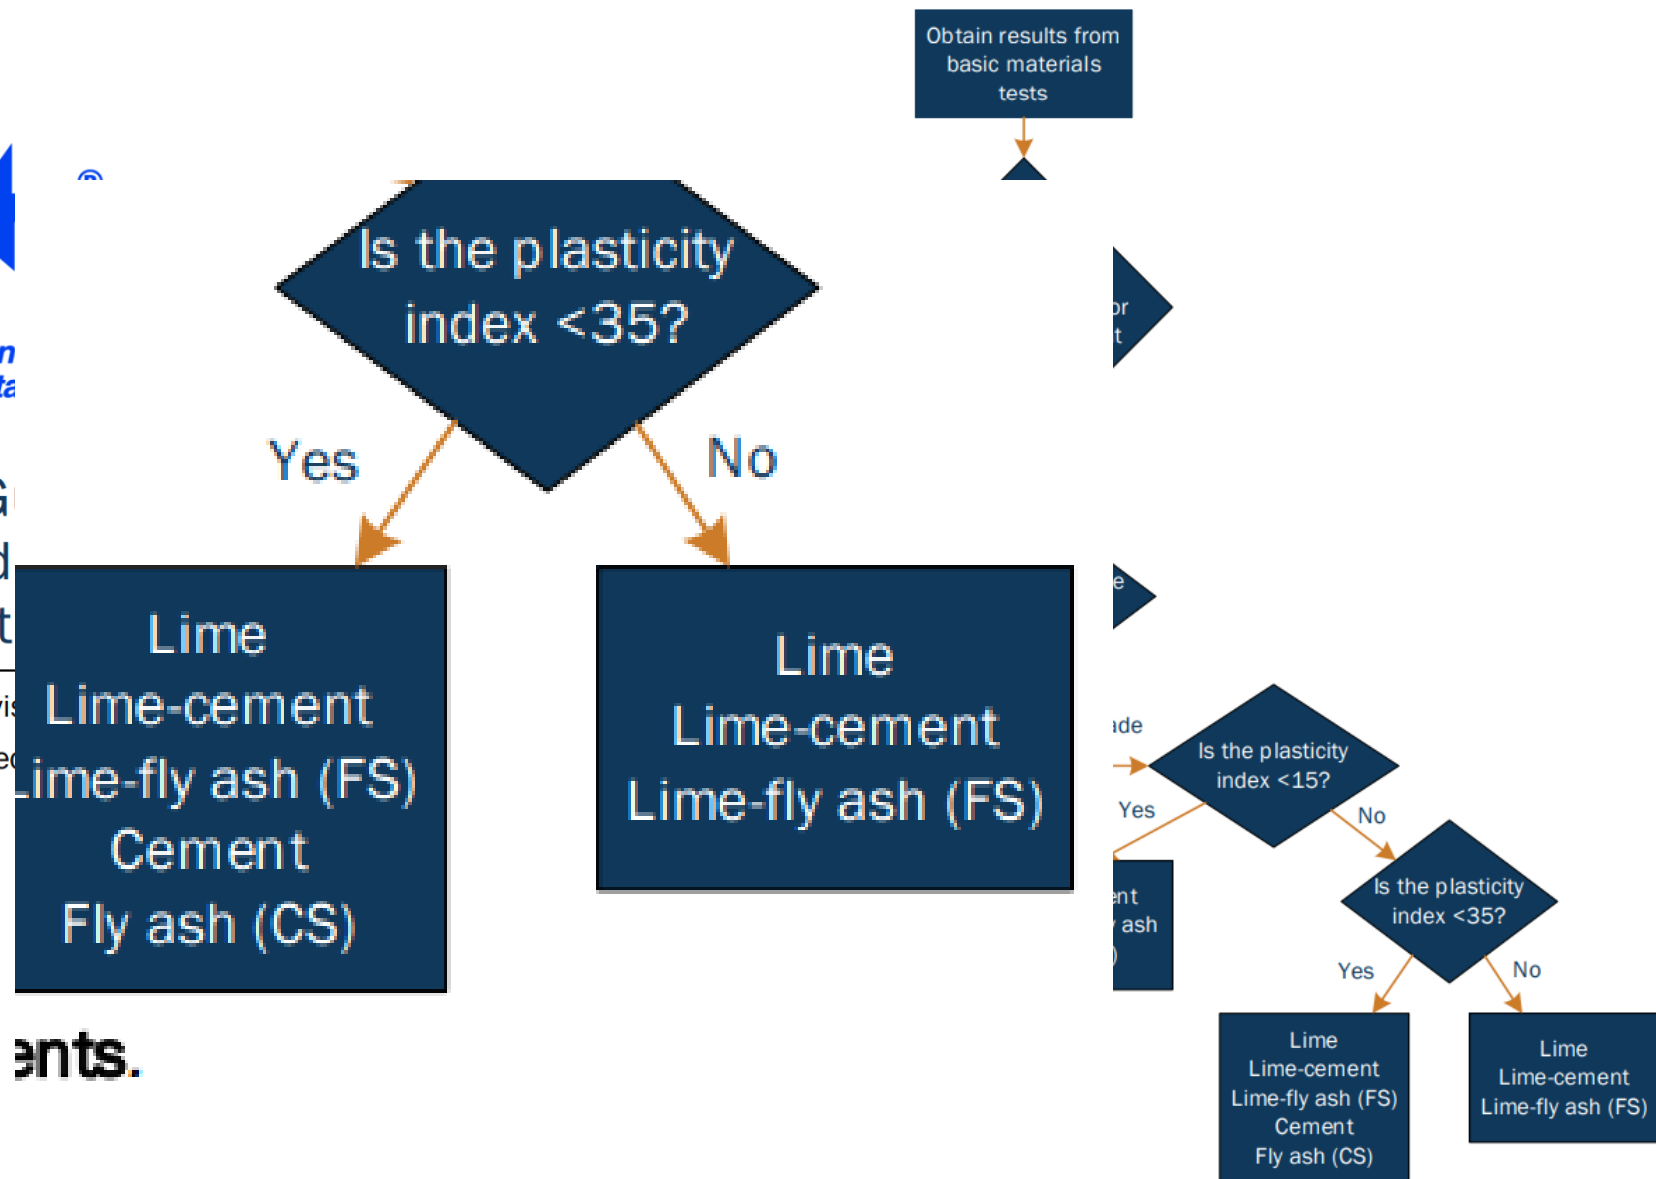 Obtain results from
basic materials
tests
®
Is the plasticity
index <35?
Yes
No
Lime
Lime-cement
Lime-fly ash (FS)
Cement
Fly ash (CS)
Lime
Lime-cement
Lime-fly ash (FS)
ents.
or
Is the plasticity
index <15?
Yes
No
ash
Is the plasticity
index <35?
Yes
No
Lime
Lime-cement
Lime-fly ash (FS)
Cement
Fly ash (CS)
Lime
Lime-cement
Lime-fly ash (FS)